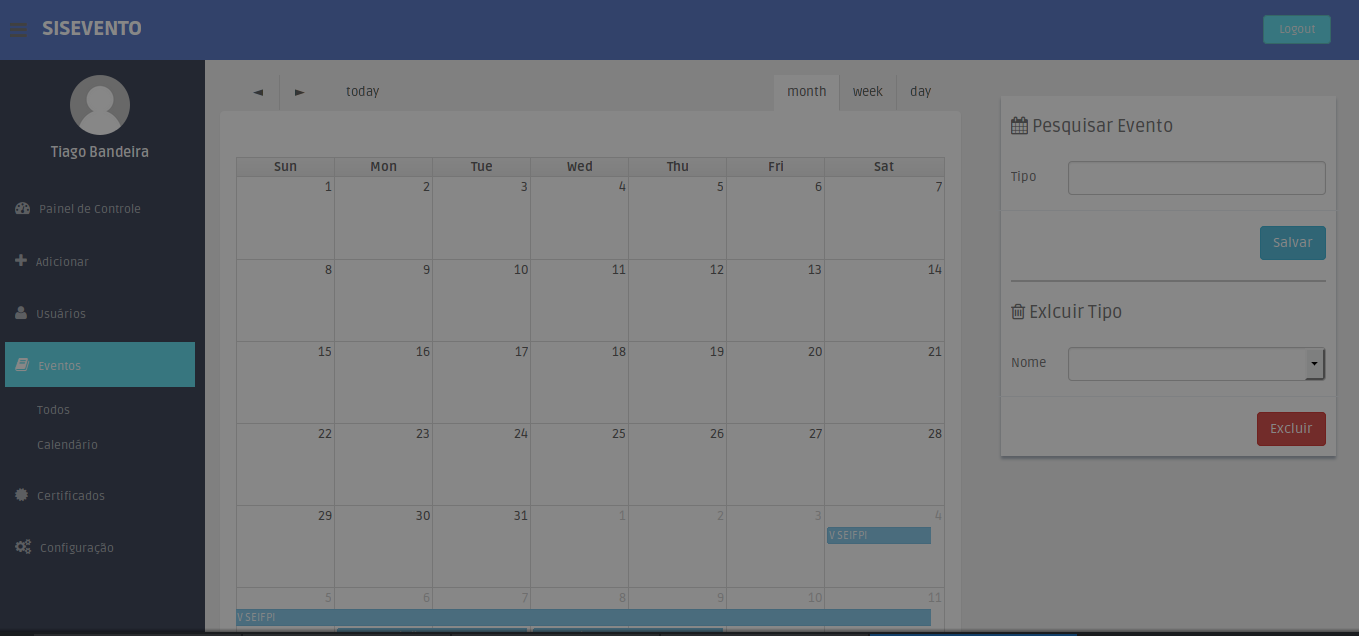 SISEVENTO
Logout
Tiago Bandeira
Painel de Controle
Adicionar
Usuários
Eventos
Todos
Calendário
Certificados
Configuração
◄ ► today month week day
Sun Mon Tue Wed Thu Fri Sat
1 2 3 4 5 6 7
8 9 10 11 12 13 14
15 16 17 18 19 20 21
22 23 24 25 26 27 28
29 30 31 1 2 3 4
V SEIFPI
5 6 7 8 9 10 11
V SEIFPI
Pesquisar Evento
Tipo
Salvar
Exlcuir Tipo
Nome
Excluir